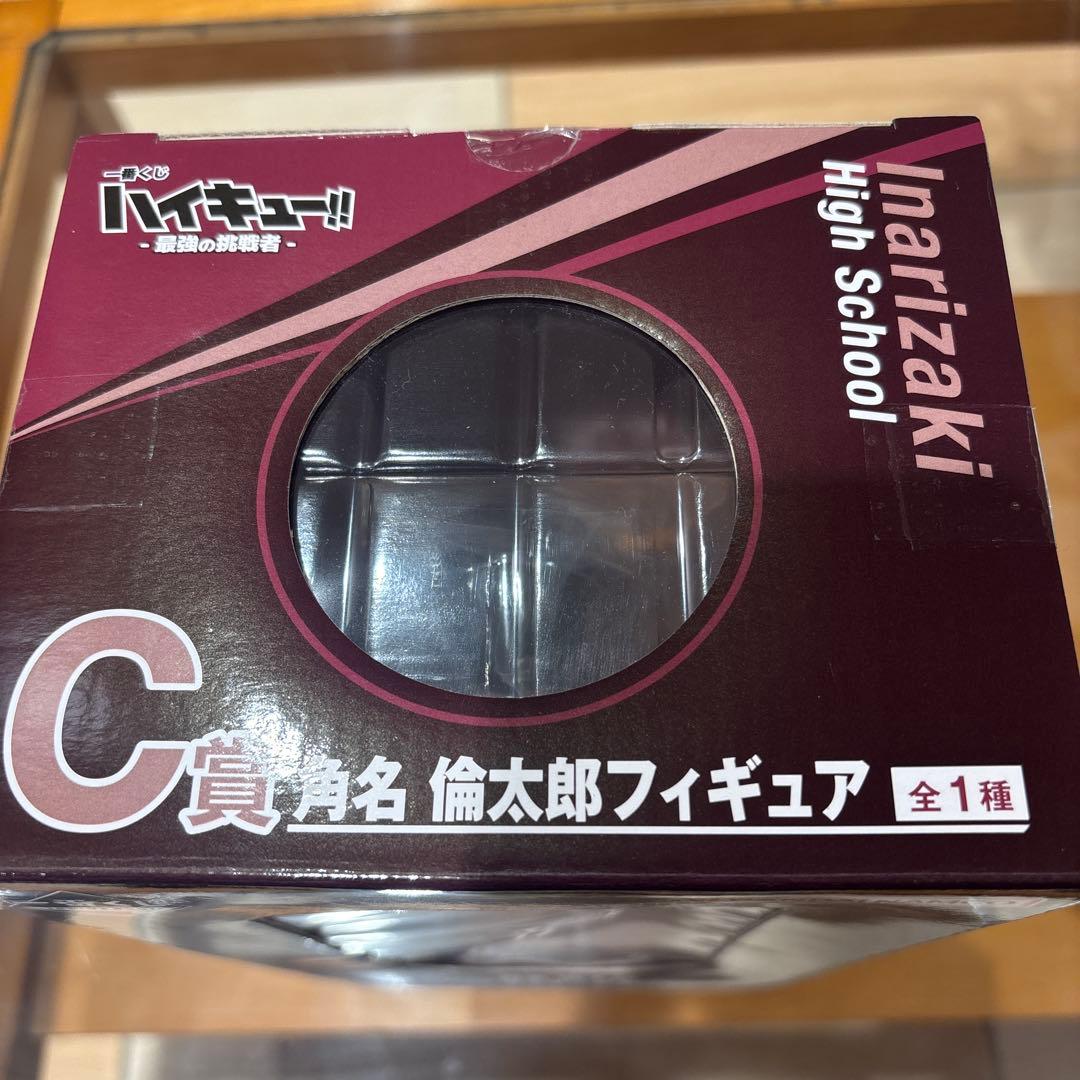 一番くじ
ハイキュー!!
- 最強の挑戦者 -
Inarizaki
High School
C賞 角名 倫太郎フィギュア 全1種